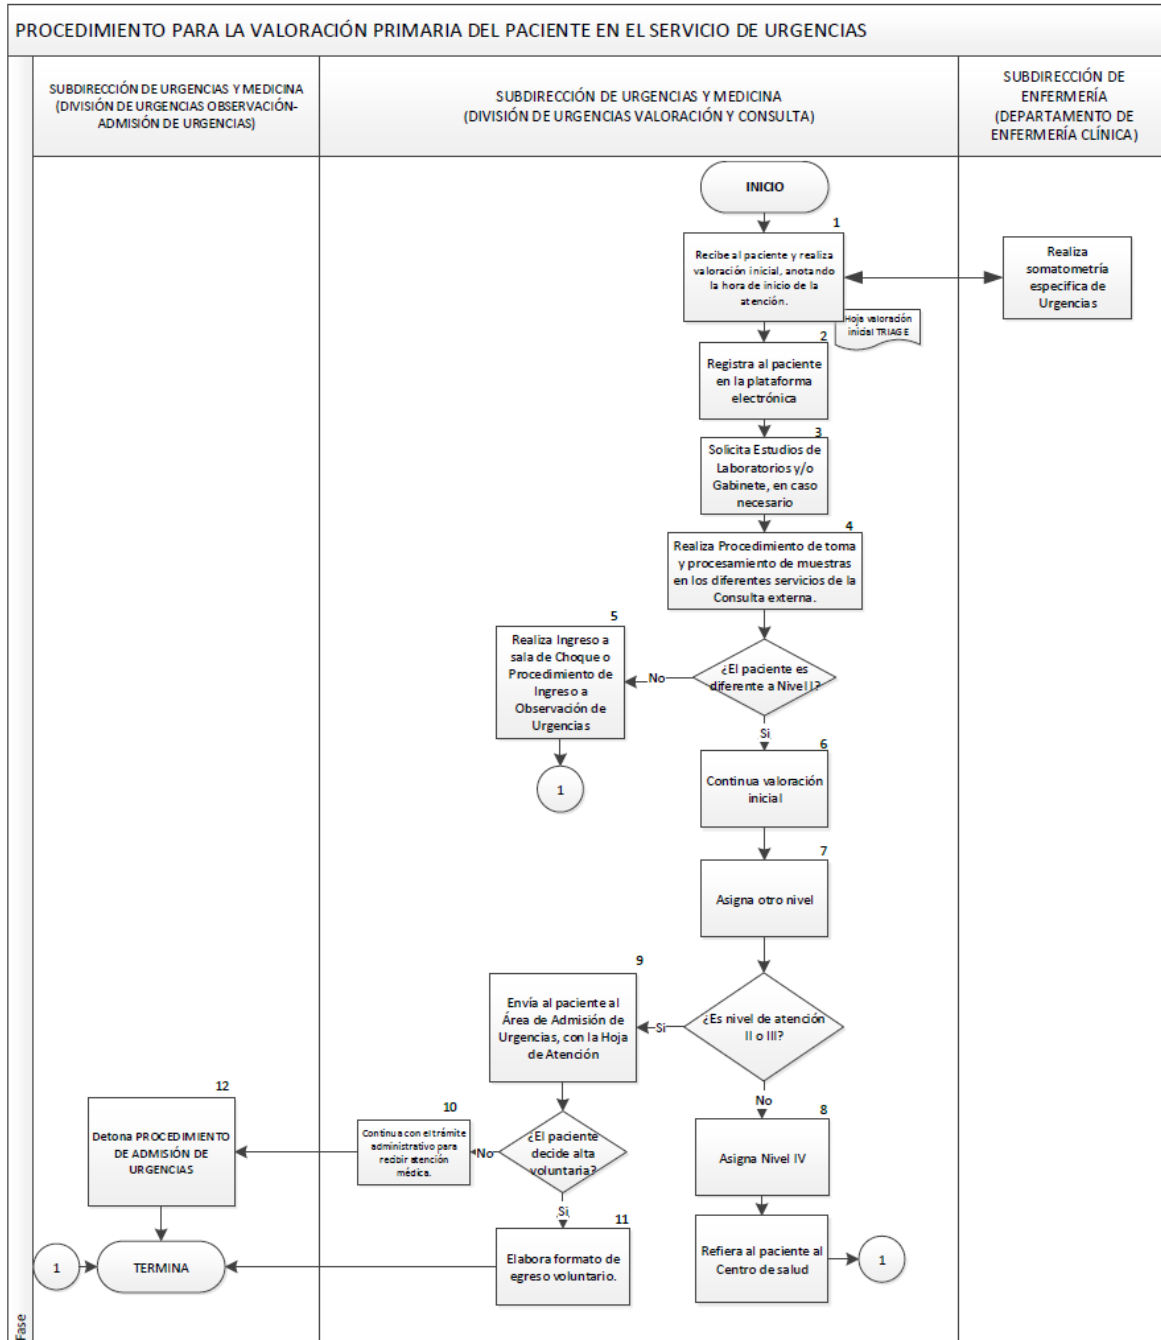 PROCEDIMIENTO PARA LA VALORACIÓN PRIMARIA DEL PACIENTE EN EL SERVICIO DE URGENCIAS
SUBDIRECCIÓN DE URGENCIAS Y MEDICINA
(DIVISIÓN DE URGENCIAS OBSERVACIÓN-
ADMISIÓN DE URGENCIAS)
SUBDIRECCIÓN DE URGENCIAS Y MEDICINA
(DIVISIÓN DE URGENCIAS VALORACIÓN Y CONSULTA)
SUBDIRECCIÓN DE
ENFERMERÍA
(DEPARTAMENTO DE
ENFERMERÍA CLÍNICA)
INICIO
1
Recibe al paciente y realiza
valoración inicial, anotando
la hora de inicio de la
atención.
Realiza
somatometría
especifica de
Urgencias
Hoja valoración
inicial TRIAGE
2
Registra al paciente
en la plataforma
electrónica
3
Solicita Estudios de
Laboratorios y/o
Gabinete, en caso
necesario
4
Realiza Procedimiento de toma
y procesamiento de muestras
en los diferentes servicios de la
Consulta externa.
5
Realiza Ingreso a
sala de Choque o
Procedimiento de
Ingreso a
Observación de
Urgencias
No
¿El paciente es
diferente a Nivel I?
Si
1
6
Continua valoración
inicial
7
Asigna otro nivel
9
Envía al paciente al
Área de Admisión de
Urgencias, con la Hoja
de Atención
Si
¿Es nivel de atención
II o III?
No
12
Detona PROCEDIMIENTO
DE ADMISIÓN DE
URGENCIAS
10
Continua con el trámite
administrativo para
recibir atención
médica.
No
¿El paciente
decide alta
voluntaria?
Si
8
Asigna Nivel IV
11
Elabora formato de
egreso voluntario.
Refiera al paciente al
Centro de salud
1
1
TERMINA
Fase